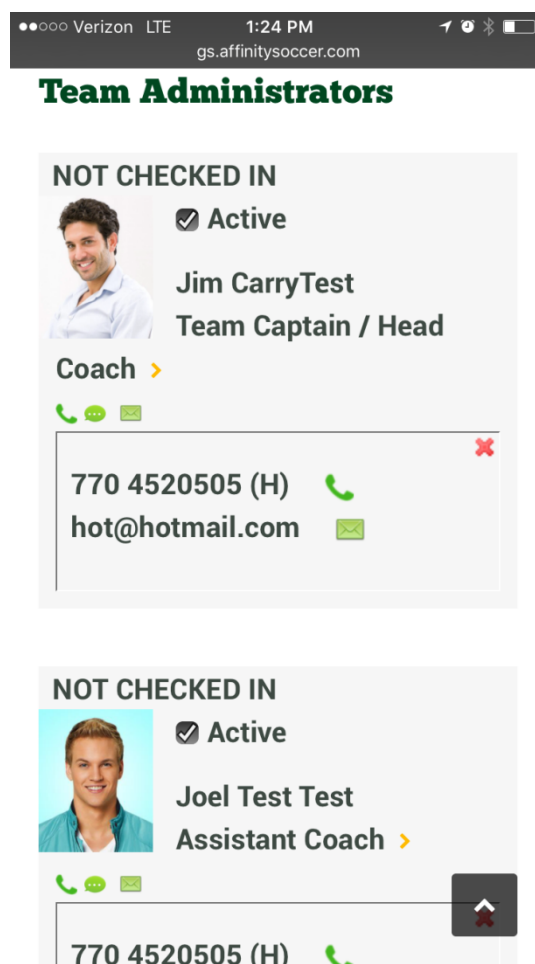 Verizon LTE 1:24 PM
gs.affinitysoccer.com
Team Administrators
NOT CHECKED IN
Active
Jim CarryTest
Team Captain / Head
Coach
770 4520505 (H)
hot@hotmail.com
NOT CHECKED IN
Active
Joel Test Test
Assistant Coach
770 4520505 (H)